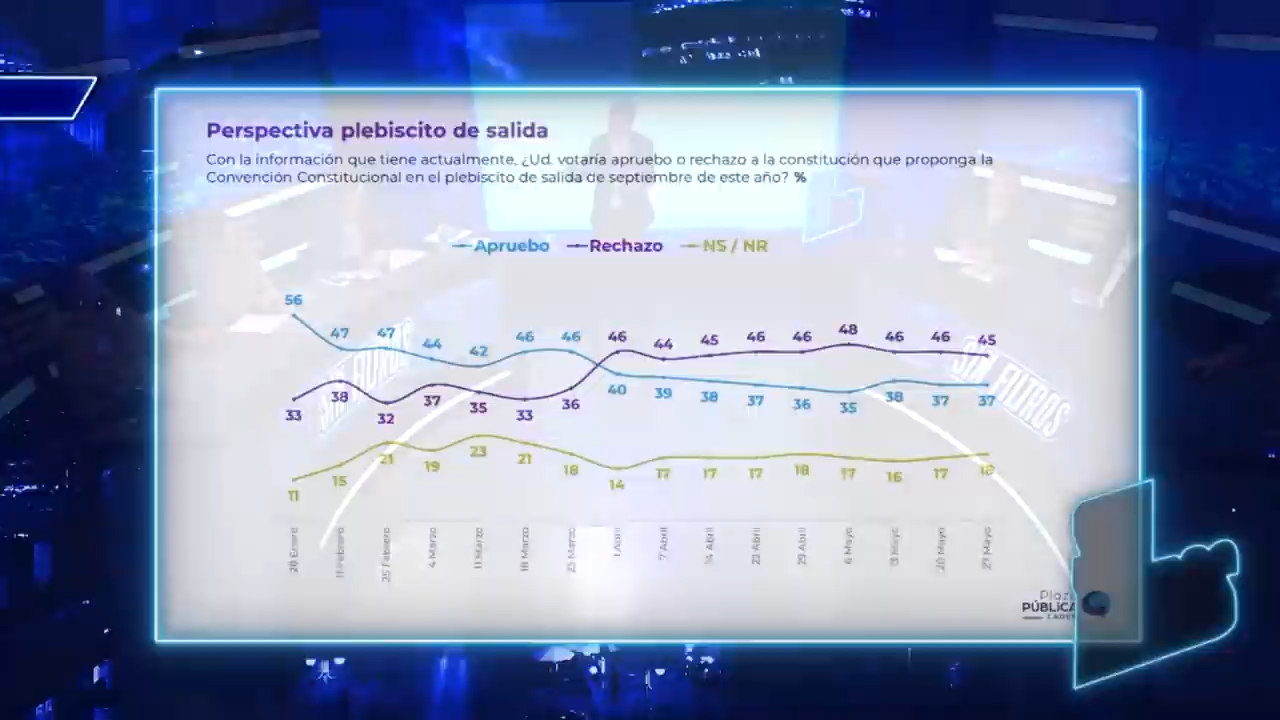 Perspectiva plebiscito de salida
Con la información que tiene actualmente, ¿Ud. votaría apruebo o rechazo a la constitución que proponga la
Convención Constitucional en el plebiscito de salida de septiembre de este año? %
Apruebo Rechazo NS / NR
56 47 47 44 42 46 46 46 44 45 46 46 48 46 46 45
33 38 32 37 35 33 36 40 39 38 37 36 35 38 37 37
11 15 21 19 23 21 18 14 17 17 17 18 17 16 17 18
SIN FILTROS
28 Enero 11 Febrero 25 Febrero 4 Marzo 11 Marzo 18 Marzo 25 Marzo 1 Abril 7 Abril 14 Abril 22 Abril 29 Abril 6 Mayo 13 Mayo 20 Mayo 27 Mayo
Plaza
PÚBLICA
CADEM